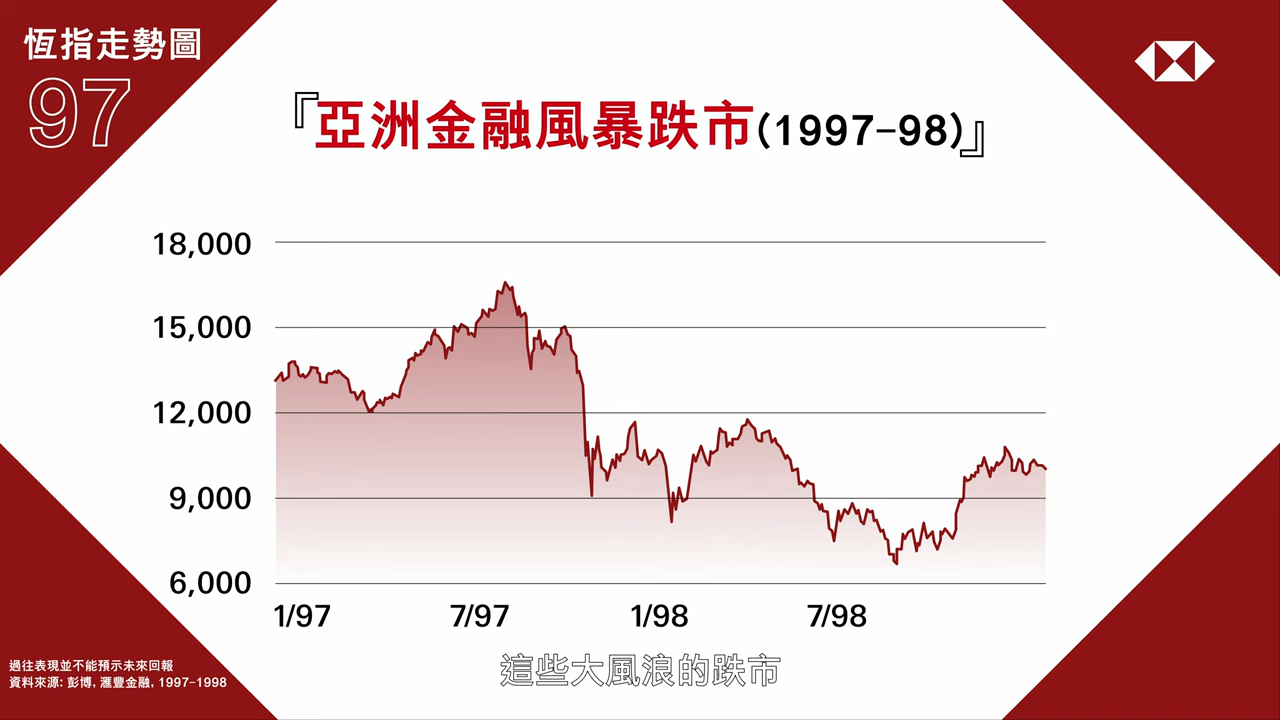 恆指走勢圖
97
『亞洲金融風暴跌市(1997-98)』
18,000
15,000
12,000
9,000
6,000
1/97 7/97 1/98 7/98
這些大風浪的跌市
過往表現並不能預示未來回報
資料來源: 彭博, 滙豐金融, 1997-1998